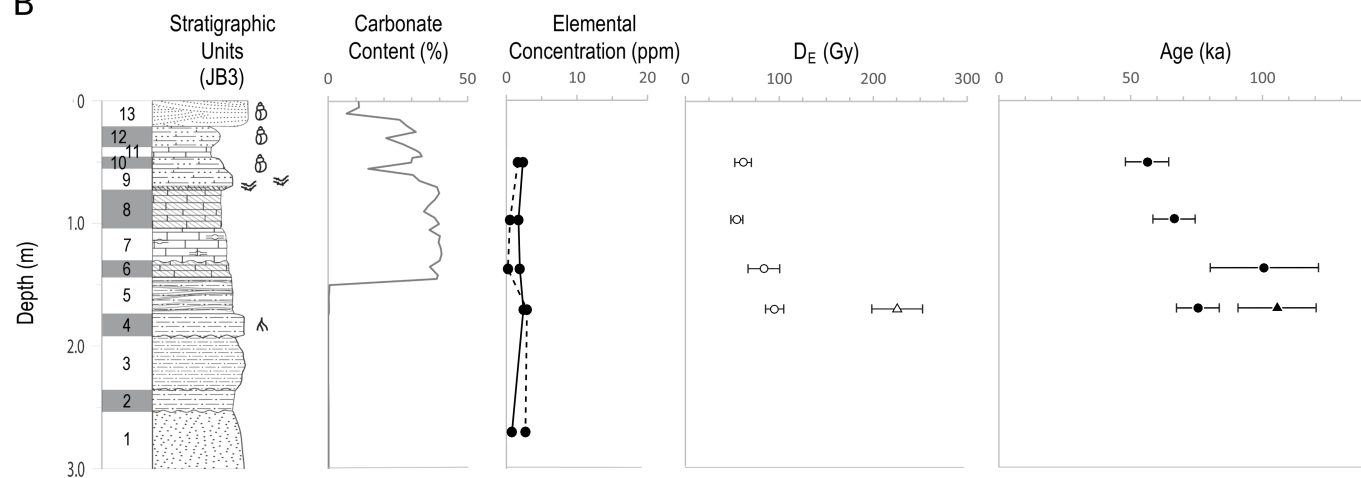 B
Stratigraphic
Units
(JB3)
Carbonate
Content (%)
Elemental
Concentration (ppm)
D_E (Gy)
Age (ka)
0 50
0 10 20
0 100 200 300
0 50 100
Depth (m)
0
1.0
2.0
3.0
13
12
11
10
9
8
7
6
5
4
3
2
1